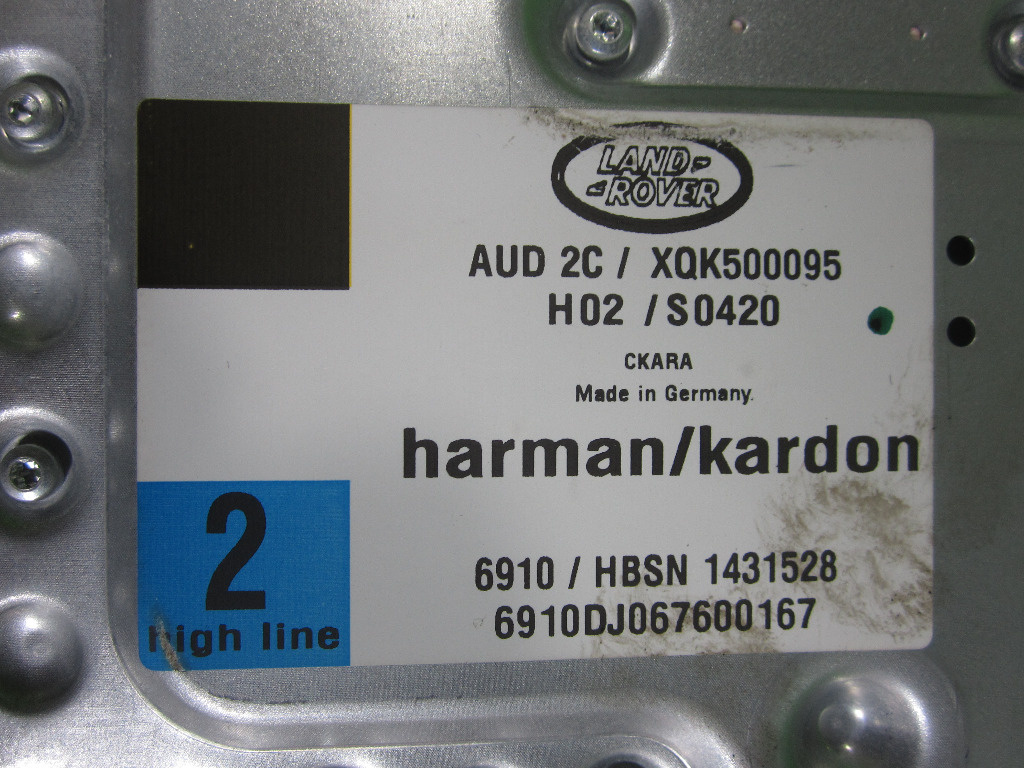 LAND-
-ROVER
AUD 2C / XQK500095
H02 / S0420
CKARA
Made in Germany.
harman/kardon
2
high line
6910 / HBSN 1431528
6910DJ067600167